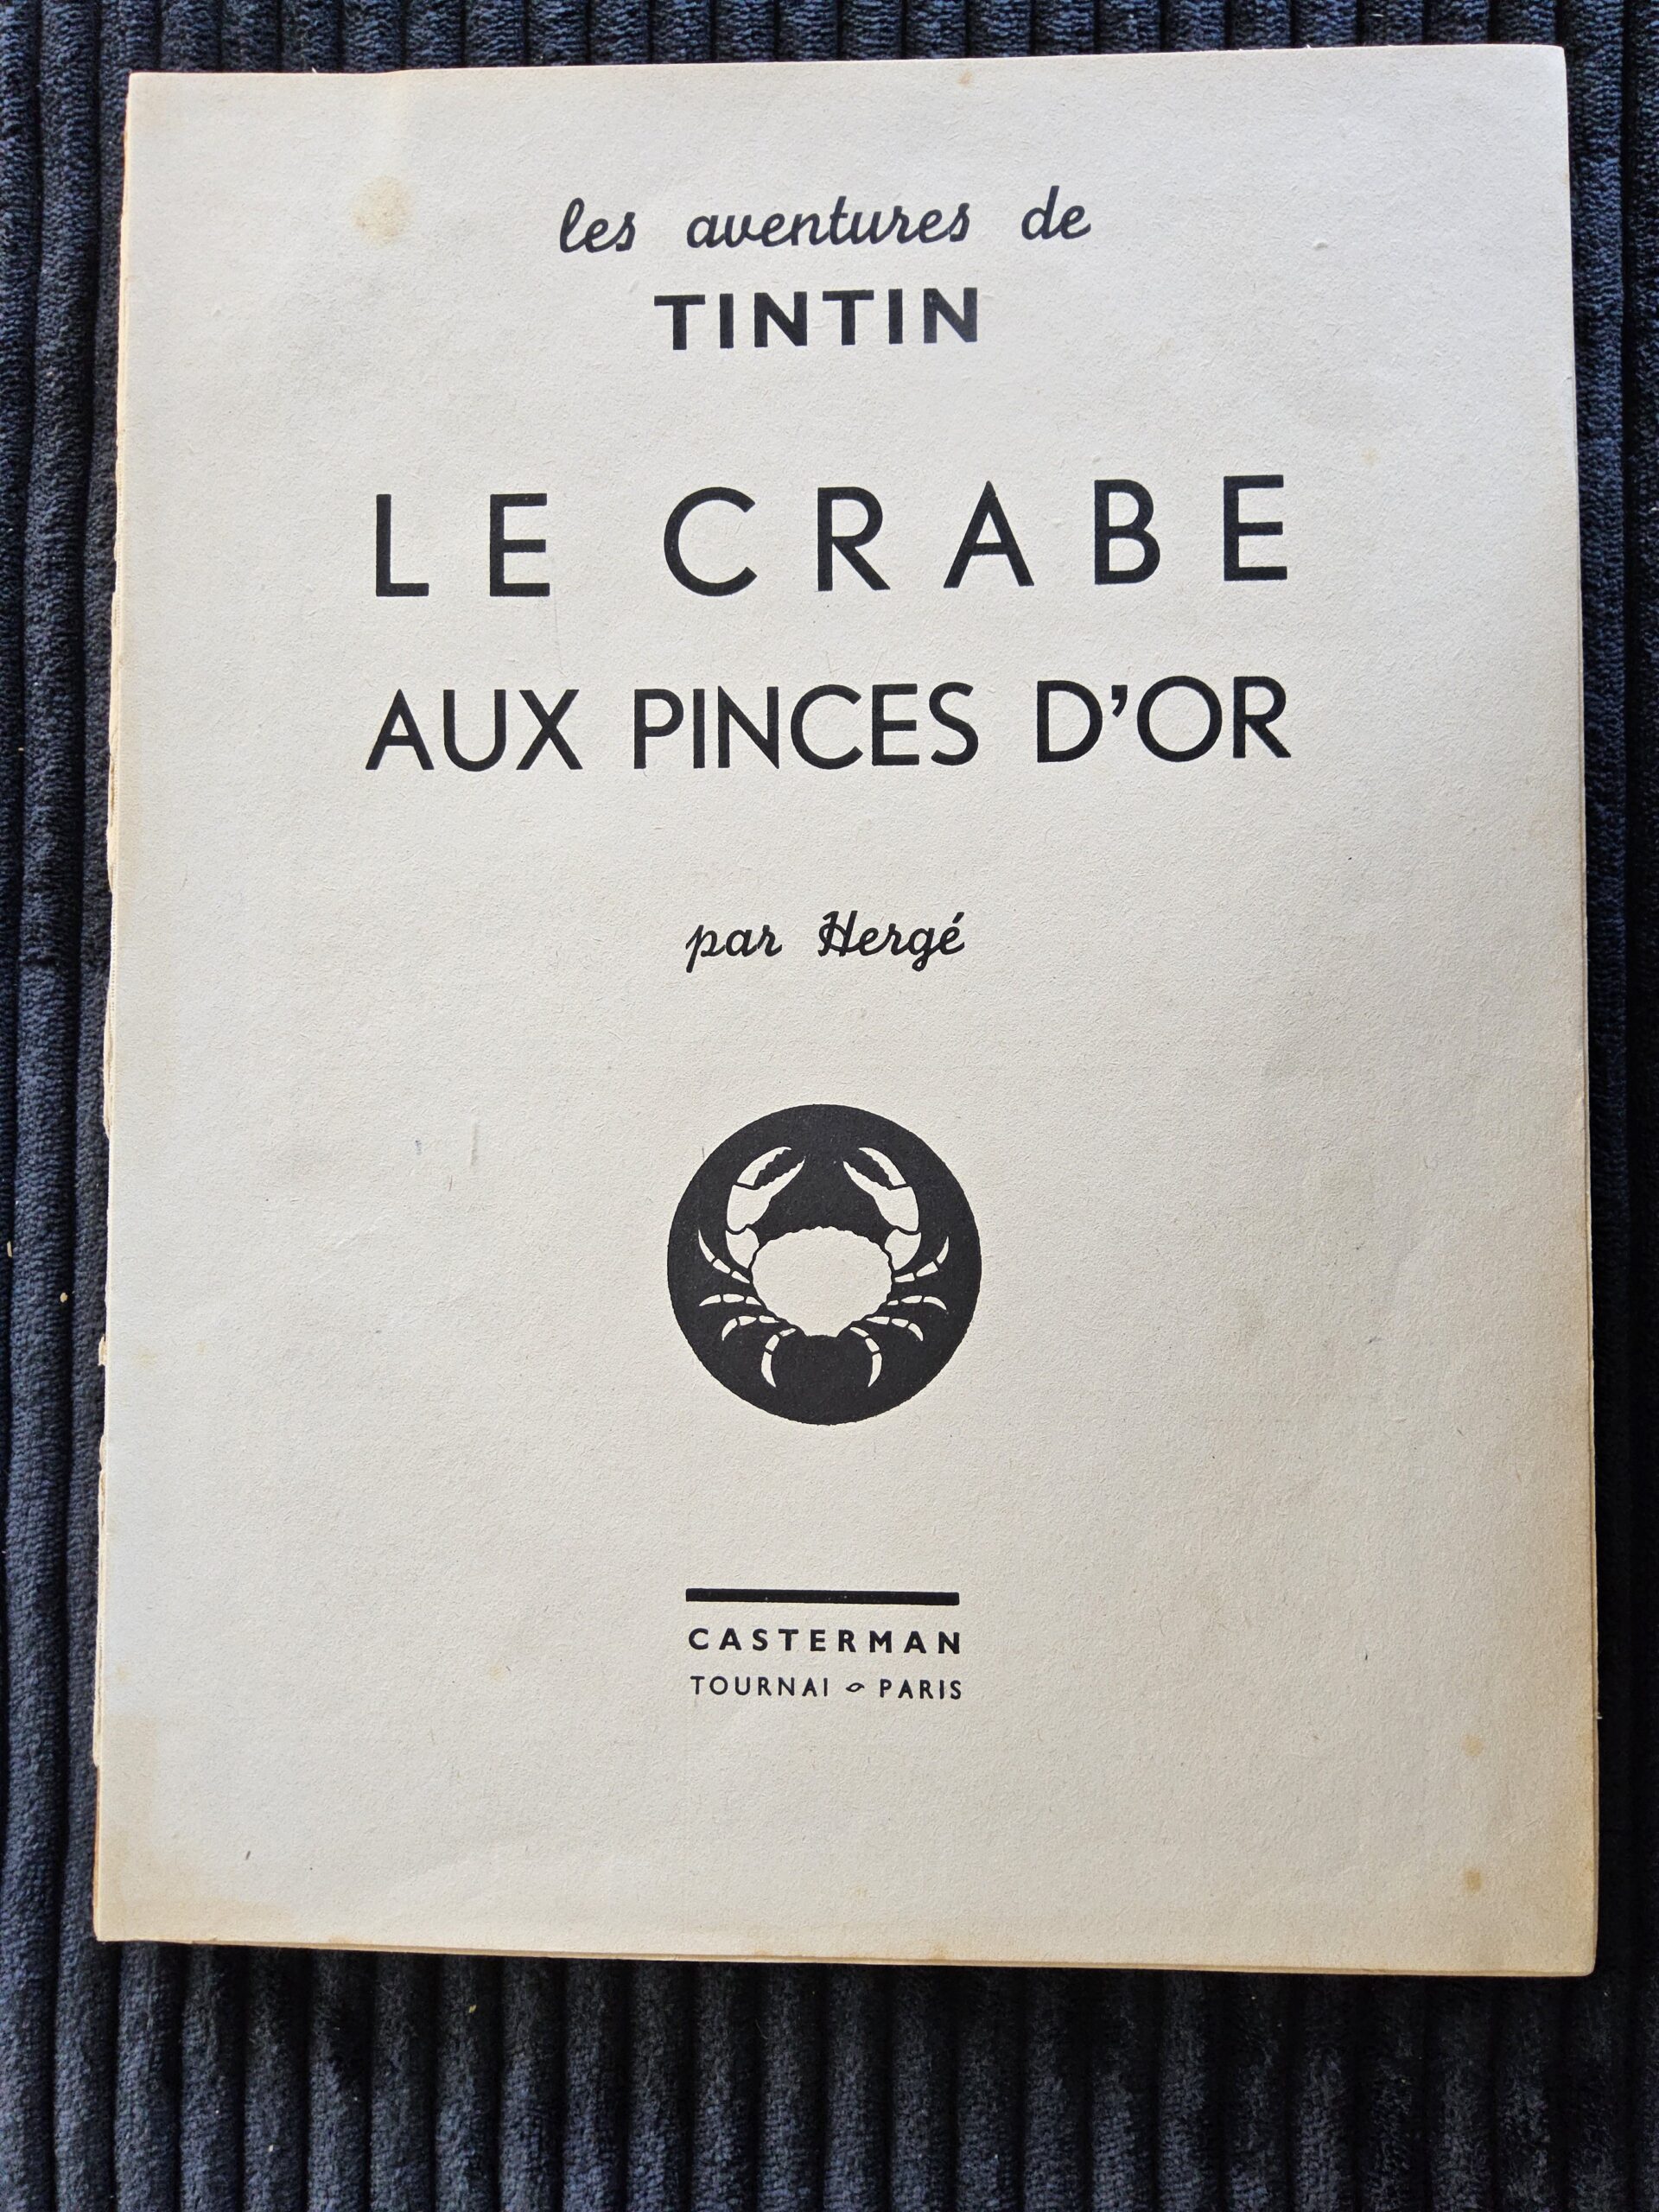 les aventures de
TINTIN
LE CRABE
AUX PINCES D'OR
par Hergé
CASTERMAN
TOURNAI PARIS